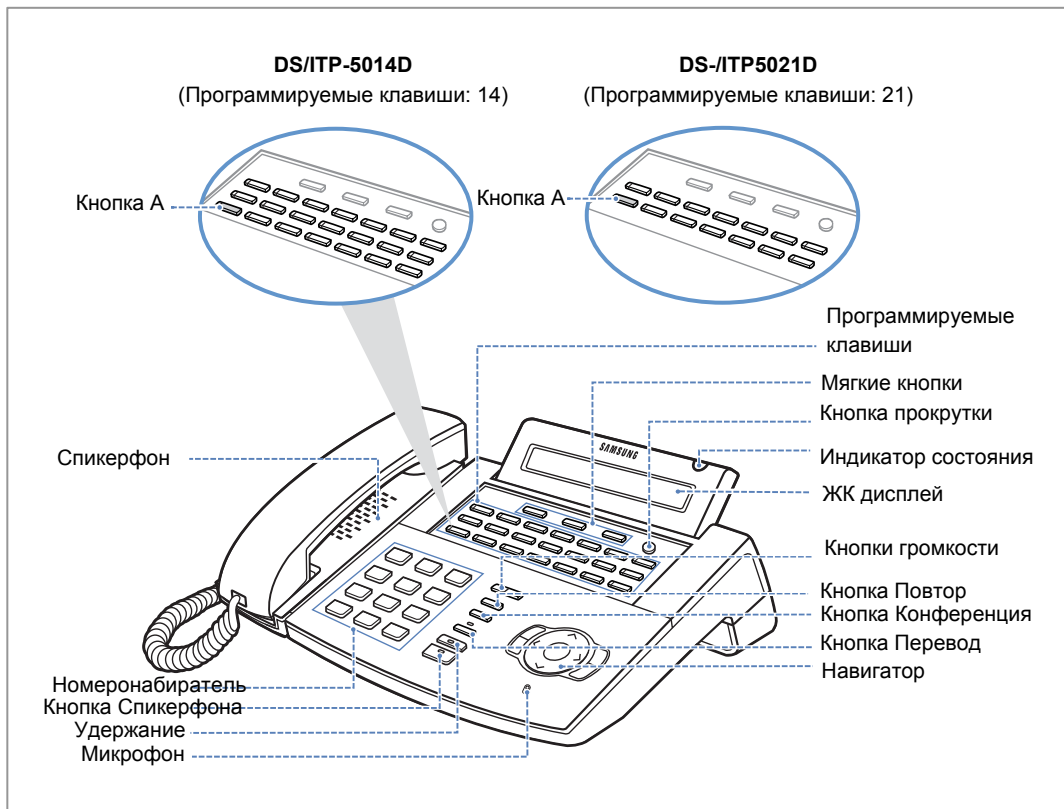 DS/ITP-5014D
(Программируемые клавиши: 14)
DS-/ITP5021D
(Программируемые клавиши: 21)
Кнопка А
Кнопка А
Программируемые
клавиши
Мягкие кнопки
Кнопка прокрутки
Спикерфон
SAMSUNG
Индикатор состояния
ЖК дисплей
Кнопки громкости
Кнопка Повтор
Кнопка Конференция
Кнопка Перевод
Навигатор
Номеронабиратель
Кнопка Спикерфона
Удержание
Микрофон